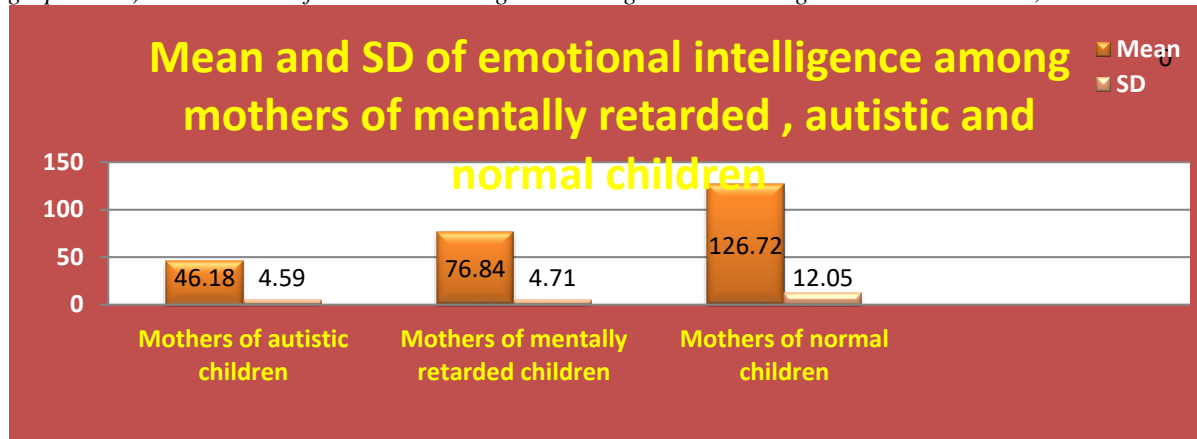 Mean and SD of emotional intelligence among
mothers of mentally retarded , autistic and
normal children
Mean
0
SD
150
100
50
0
46.18
4.59
76.84
4.71
126.72
12.05
Mothers of autistic
children
Mothers of mentally
retarded children
Mothers of normal
children